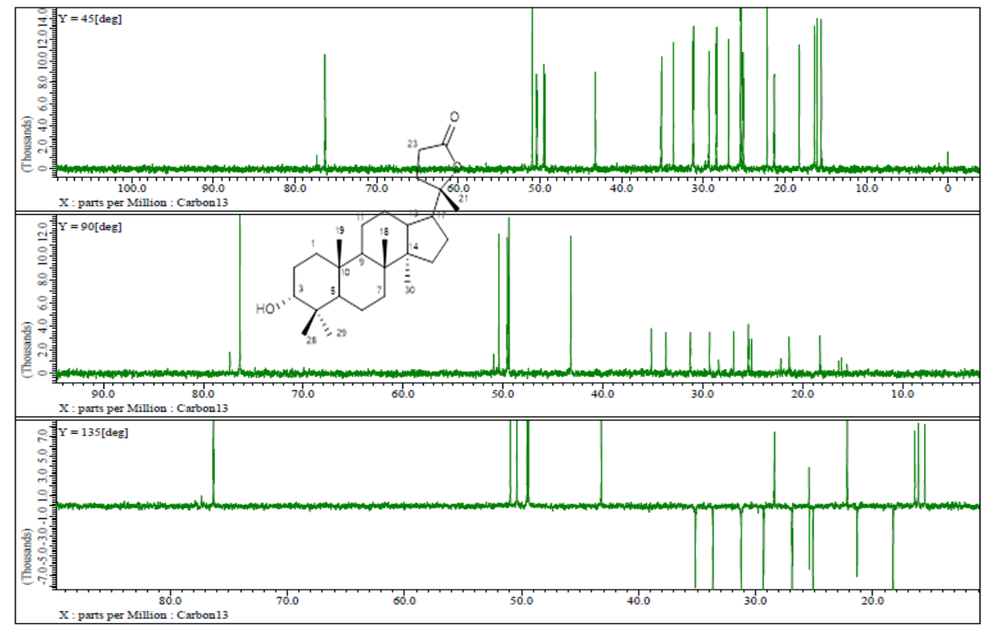 Y = 45[deg]
(Thousands)
0 2.0 4.0 6.0 8.0 10.0 12.0 14.0
100.0 90.0 80.0 70.0 60.0 50.0 40.0 30.0 20.0 10.0 0
X : parts per Million : Carbon13
O
23
21
17
13
11
19
18
1
14
10
9
30
3
5
7
HO
28
29
Y = 90[deg]
(Thousands)
0 2.0 4.0 6.0 8.0 10.0 12.0
90.0 80.0 70.0 60.0 50.0 40.0 30.0 20.0 10.0
X : parts per Million : Carbon13
Y = 135[deg]
(Thousands)
-7.0 -5.0 -3.0 -1.0 1.0 3.0 5.0 7.0
80.0 70.0 60.0 50.0 40.0 30.0 20.0
X : parts per Million : Carbon13